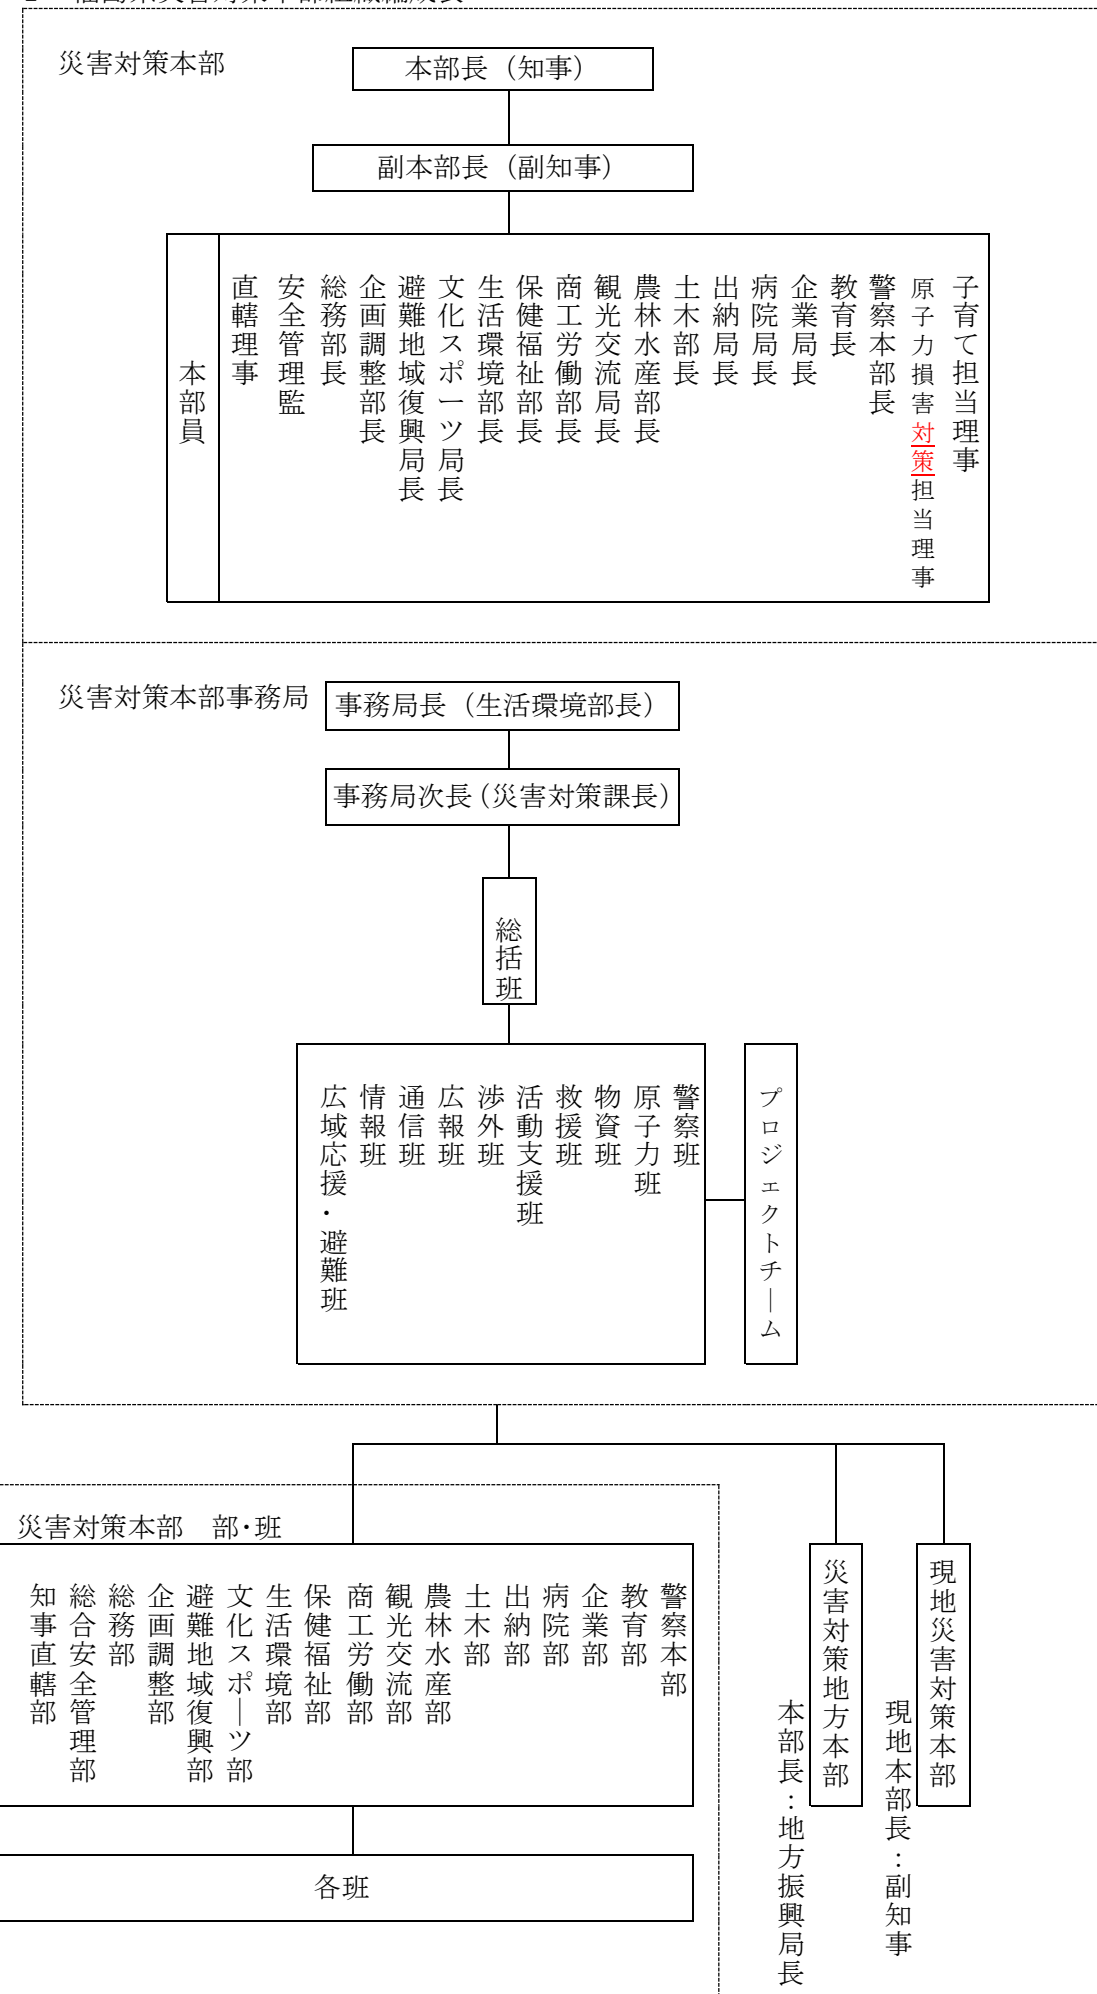 災害対策本部
本部長（知事）
副本部長（副知事）
本部員
直轄理事
安全管理監
総務部長
企画調整部長
避難地域復興局長
文化スポーツ局長
生活環境部長
保健福祉部長
商工労働部長
観光交流局長
農林水産部長
土木部長
出納局長
病院局長
企業局長
教育長
警察本部長
原子力損害対策担当理事
子育て担当理事
災害対策本部事務局
事務局長（生活環境部長）
事務局次長（災害対策課長）
総括班
広域応援・避難班
情報班
通信班
広報班
渉外班
活動支援班
救援班
物資班
原子力班
警察班
プロジェクトチーム
災害対策本部　部・班
知事直轄部
総合安全管理部
総務部
企画調整部
避難地域復興部
文化スポーツ部
生活環境部
保健福祉部
商工労働部
観光交流部
農林水産部
土木部
出納部
病院部
企業部
教育部
警察本部
各班
災害対策地方本部
本部長：地方振興局長
現地災害対策本部
現地本部長：副知事